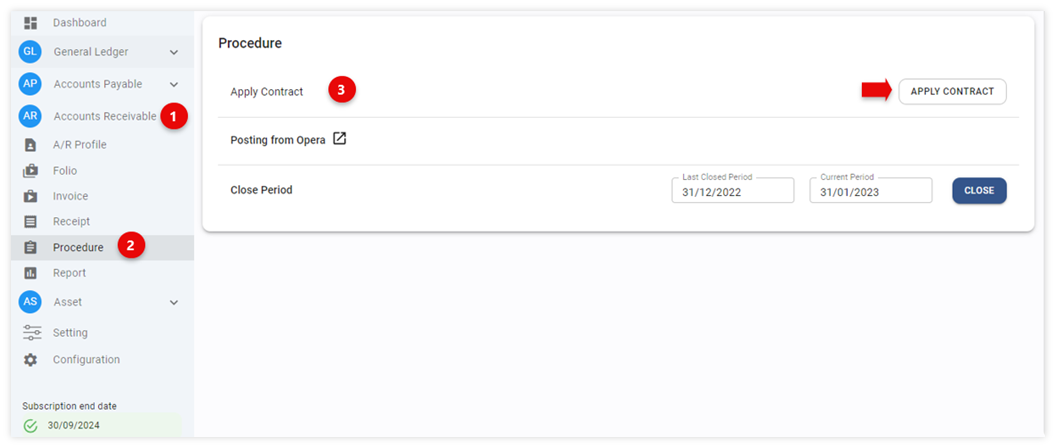 Dashboard
GL General Ledger
AP Accounts Payable
AR Accounts Receivable 1
A/R Profile
Folio
Invoice
Receipt
Procedure 2
Report
AS Asset
Setting
Configuration
Subscription end date
30/09/2024
Procedure
Apply Contract 3 APPLY CONTRACT
Posting from Opera
Last Closed Period Current Period
Close Period 31/12/2022 31/01/2023 CLOSE